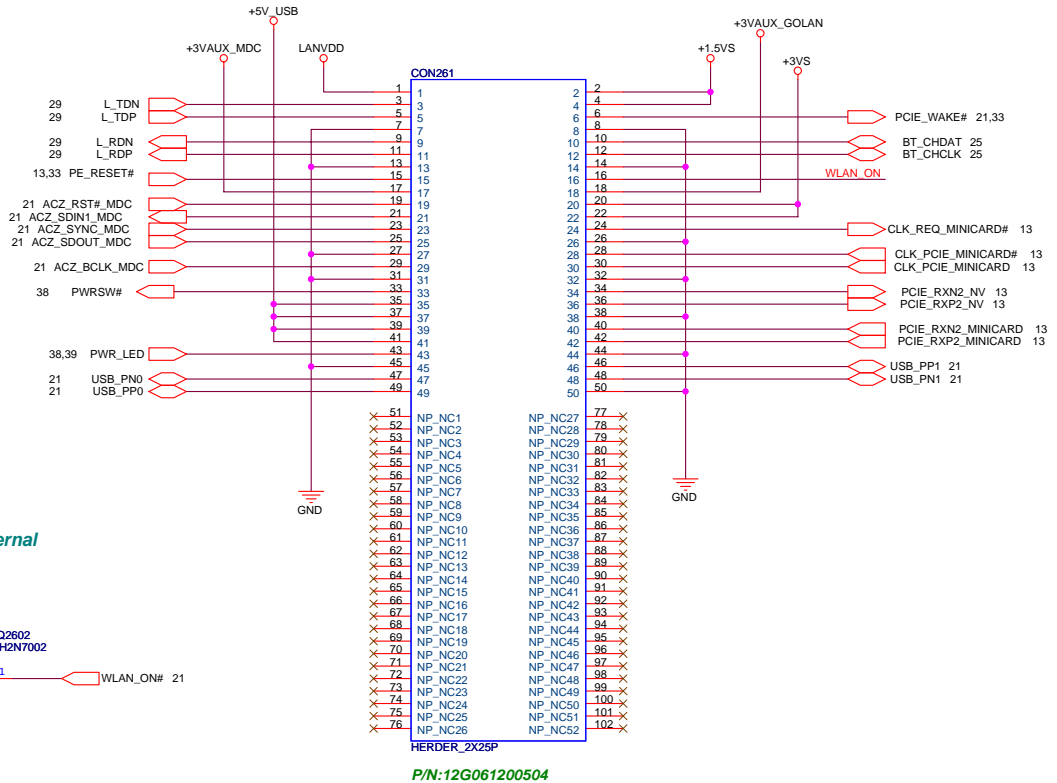 +5V_USB
+3VAUX_MDC
LANVDD
+3VAUX_GOLAN
+1.5VS
+3VS
CON261
1 1 2 2
29 L_TDN 3 3 4 4
29 L_TDP 5 5 6 6 PCIE_WAKE# 21,33
7 7 8 8
29 L_RDN 9 9 10 10 BT_CHDAT 25
29 L_RDP 11 11 12 12 BT_CHCLK 25
13 13 14 14
13,33 PE_RESET# 15 15 16 16 WLAN_ON
17 17 18 18
21 ACZ_RST#_MDC 19 19 20 20
21 ACZ_SDIN1_MDC 21 21 22 22
21 ACZ_SYNC_MDC 23 23 24 24 CLK_REQ_MINICARD# 13
21 ACZ_SDOUT_MDC 25 25 26 26
27 27 28 28 CLK_PCIE_MINICARD# 13
21 ACZ_BCLK_MDC 29 29 30 30 CLK_PCIE_MINICARD 13
31 31 32 32
38 PWRSW# 33 33 34 34 PCIE_RXN2_NV 13
35 35 36 36 PCIE_RXP2_NV 13
37 37 38 38
39 39 40 40 PCIE_RXN2_MINICARD 13
41 41 42 42 PCIE_RXP2_MINICARD 13
38,39 PWR_LED 43 43 44 44
45 45 46 46 USB_PP1 21
21 USB_PN0 47 47 48 48 USB_PN1 21
21 USB_PP0 49 49 50 50
51 NP_NC1 NP_NC27 77
52 NP_NC2 NP_NC28 78
53 NP_NC3 NP_NC29 79
54 NP_NC4 NP_NC30 80
55 NP_NC5 NP_NC31 81
56 NP_NC6 NP_NC32 82
57 NP_NC7 NP_NC33 83
58 NP_NC8 NP_NC34 84
59 NP_NC9 NP_NC35 85
60 NP_NC10 NP_NC36 86
61 NP_NC11 NP_NC37 87
62 NP_NC12 NP_NC38 88
63 NP_NC13 NP_NC39 89
64 NP_NC14 NP_NC40 90
65 NP_NC15 NP_NC41 91
66 NP_NC16 NP_NC42 92
67 NP_NC17 NP_NC43 93
68 NP_NC18 NP_NC44 94
69 NP_NC19 NP_NC45 95
70 NP_NC20 NP_NC46 96
71 NP_NC21 NP_NC47 97
72 NP_NC22 NP_NC48 98
73 NP_NC23 NP_NC49 99
74 NP_NC24 NP_NC50 100
75 NP_NC25 NP_NC51 101
76 NP_NC26 NP_NC52 102
GND
GND
ernal
Q2602
H2N7002
1
WLAN_ON# 21
HERDER_2X25P
P/N:12G061200504